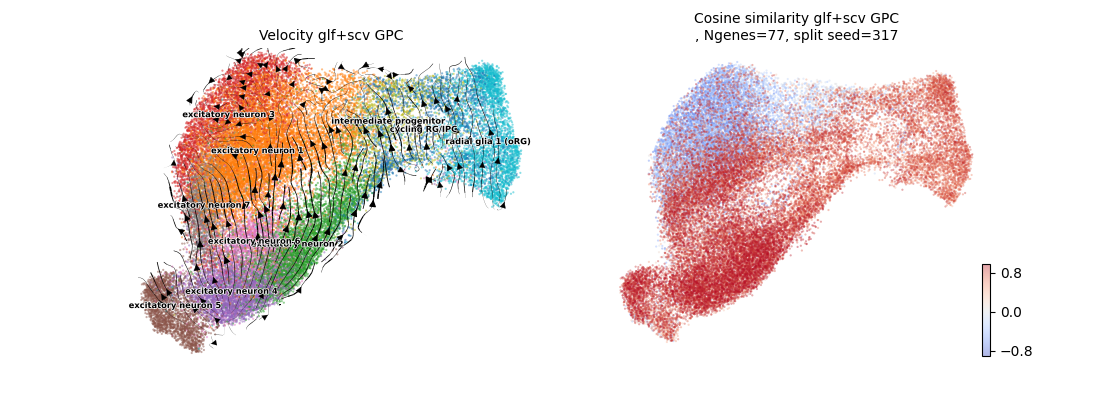 Velocity glf+scv GPC
Cosine similarity glf+scv GPC
, Ngenes=77, split seed=317
excitatory neuron 3
intermediate progenitor
cycling RG/IPC
radial glia 1 (oRG)
excitatory neuron 1
excitatory neuron 7
excitatory neuron 6
neuron 2
excitatory neuron 4
excitatory neuron 5
0.8
0.0
−0.8